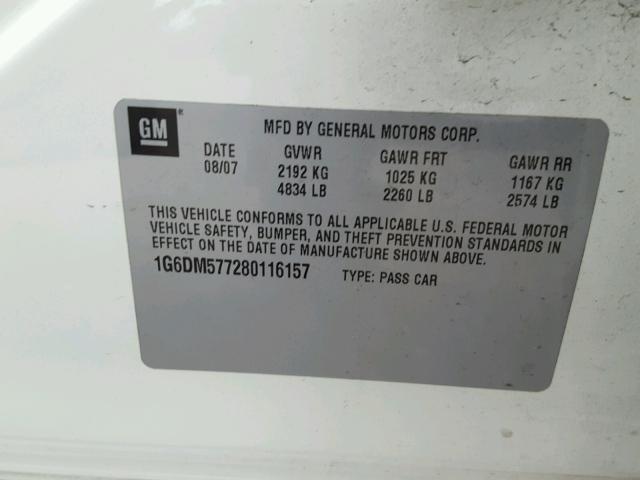 GM®
MFD BY GENERAL MOTORS CORP.
DATE GVWR GAWR FRT GAWR RR
08/07 2192 KG 1025 KG 1167 KG
4834 LB 2260 LB 2574 LB
THIS VEHICLE CONFORMS TO ALL APPLICABLE U.S. FEDERAL MOTOR
VEHICLE SAFETY, BUMPER, AND THEFT PREVENTION STANDARDS IN
EFFECT ON THE DATE OF MANUFACTURE SHOWN ABOVE.
1G6DM577280116157 TYPE: PASS CAR